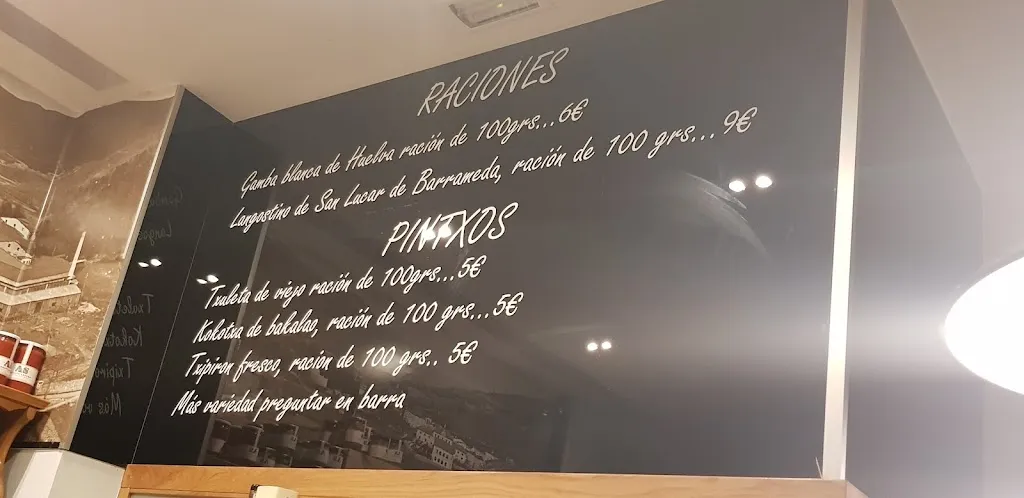 RACIONES
Gamba blanca de Huelva ración de 100grs...6€
Langostino de San Lucar de Barrameda, ración de 100 grs...9€
PINTXOS
Txuleta de viejo ración de 100grs...5€
Kokotxa de bakalao, ración de 100 grs...5€
Txipiron fresco, racion de 100 grs.. 5€
Más variedad preguntar en barra